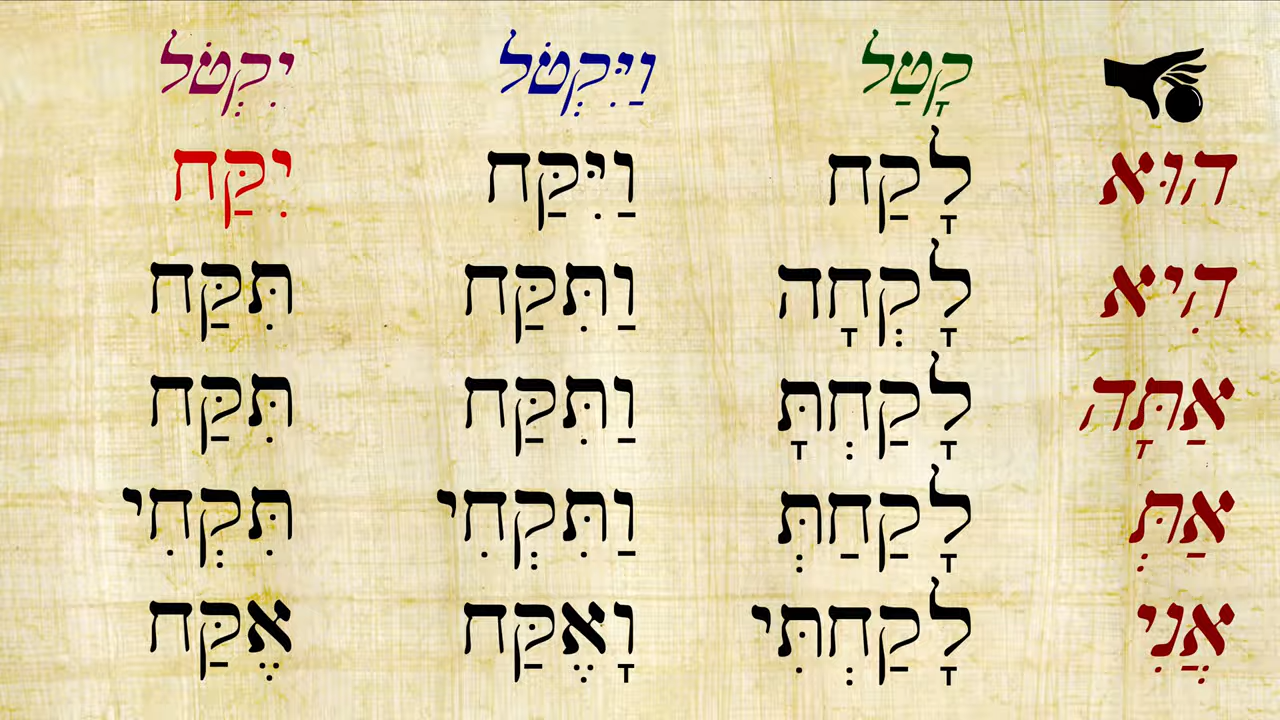 קָטַל וַיִּקְטֹל יִקְטֹל
הוּא לָקַח וַיִּקַּח יִקַּח
הִיא לָקְחָה וַתִּקַּח תִּקַּח
אַתָּה לָקַחְתָּ וַתִּקַּח תִּקַּח
אַתְּ לָקַחַתְּ וַתִּקְחִי תִּקְחִי
אֲנִי לָקַחְתִּי וָאֶקַּח אֶקַּח